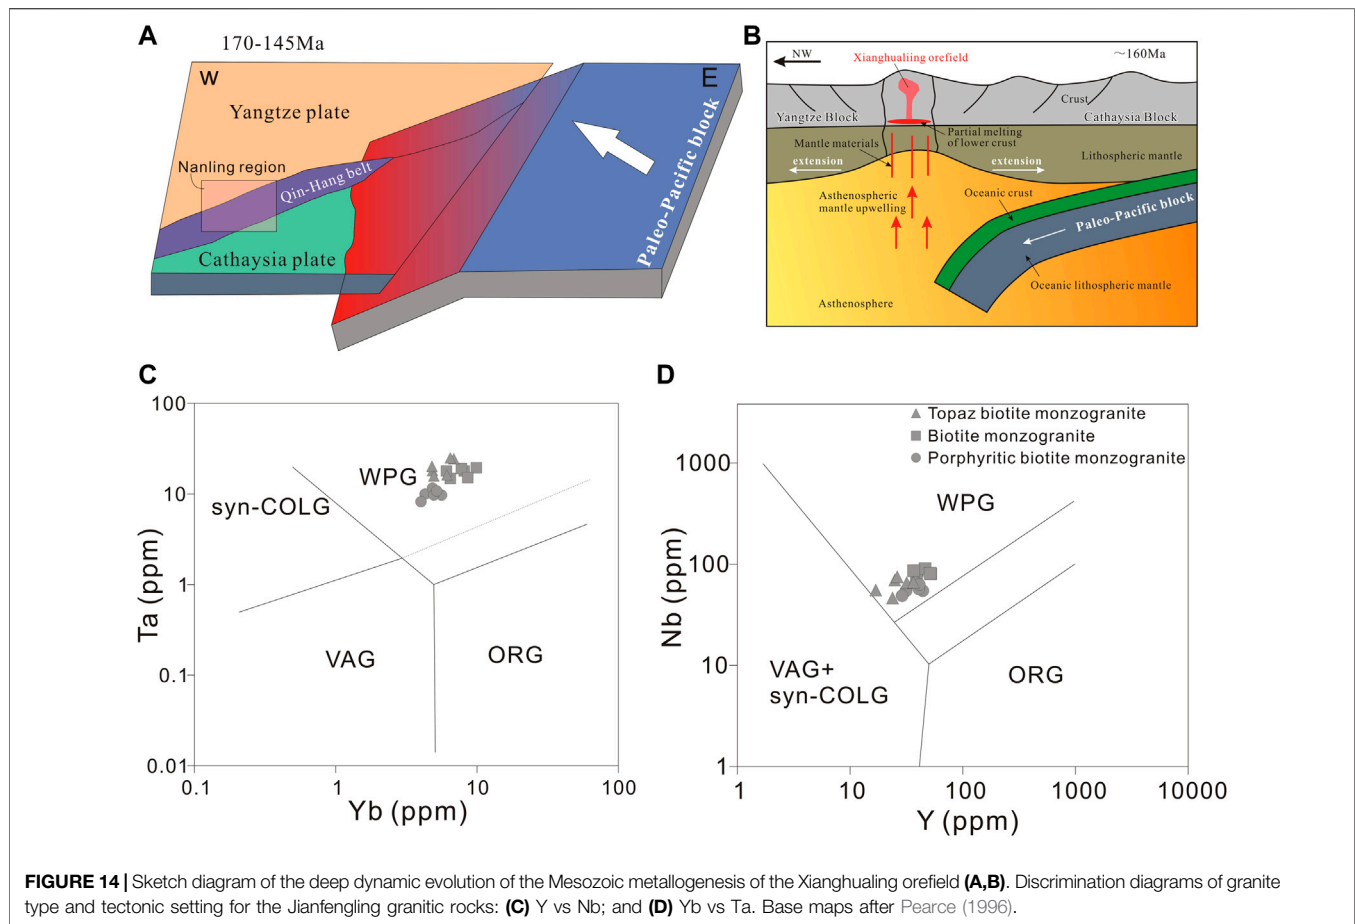 A
170-145Ma
W
E
Yangtze plate
Nanling region
Qin-Hang belt
Cathaysia plate
Paleo-Pacific block
B
NW
Xianghualiing orefield
~160Ma
Crust
Yangtze Block
Cathaysia Block
Partial melting
of lower crust
Mantle materials
Lithospheric mantle
extension
extension
Asthenospheric
mantle upwelling
Oceanic crust
Paleo-Pacific block
Oceanic lithospheric mantle
Asthenosphere
C
100
10
1
0.1
0.01
Ta (ppm)
0.1
1
10
100
Yb (ppm)
syn-COLG
WPG
VAG
ORG
D
Topaz biotite monzogranite
Biotite monzogranite
Porphyritic biotite monzogranite
1000
100
10
1
Nb (ppm)
1
10
100
1000
10000
Y (ppm)
WPG
VAG+
syn-COLG
ORG
FIGURE 14 | Sketch diagram of the deep dynamic evolution of the Mesozoic metallogenesis of the Xianghualing orefield (A,B). Discrimination diagrams of granite
type and tectonic setting for the Jianfengling granitic rocks: (C) Y vs Nb; and (D) Yb vs Ta. Base maps after Pearce (1996).